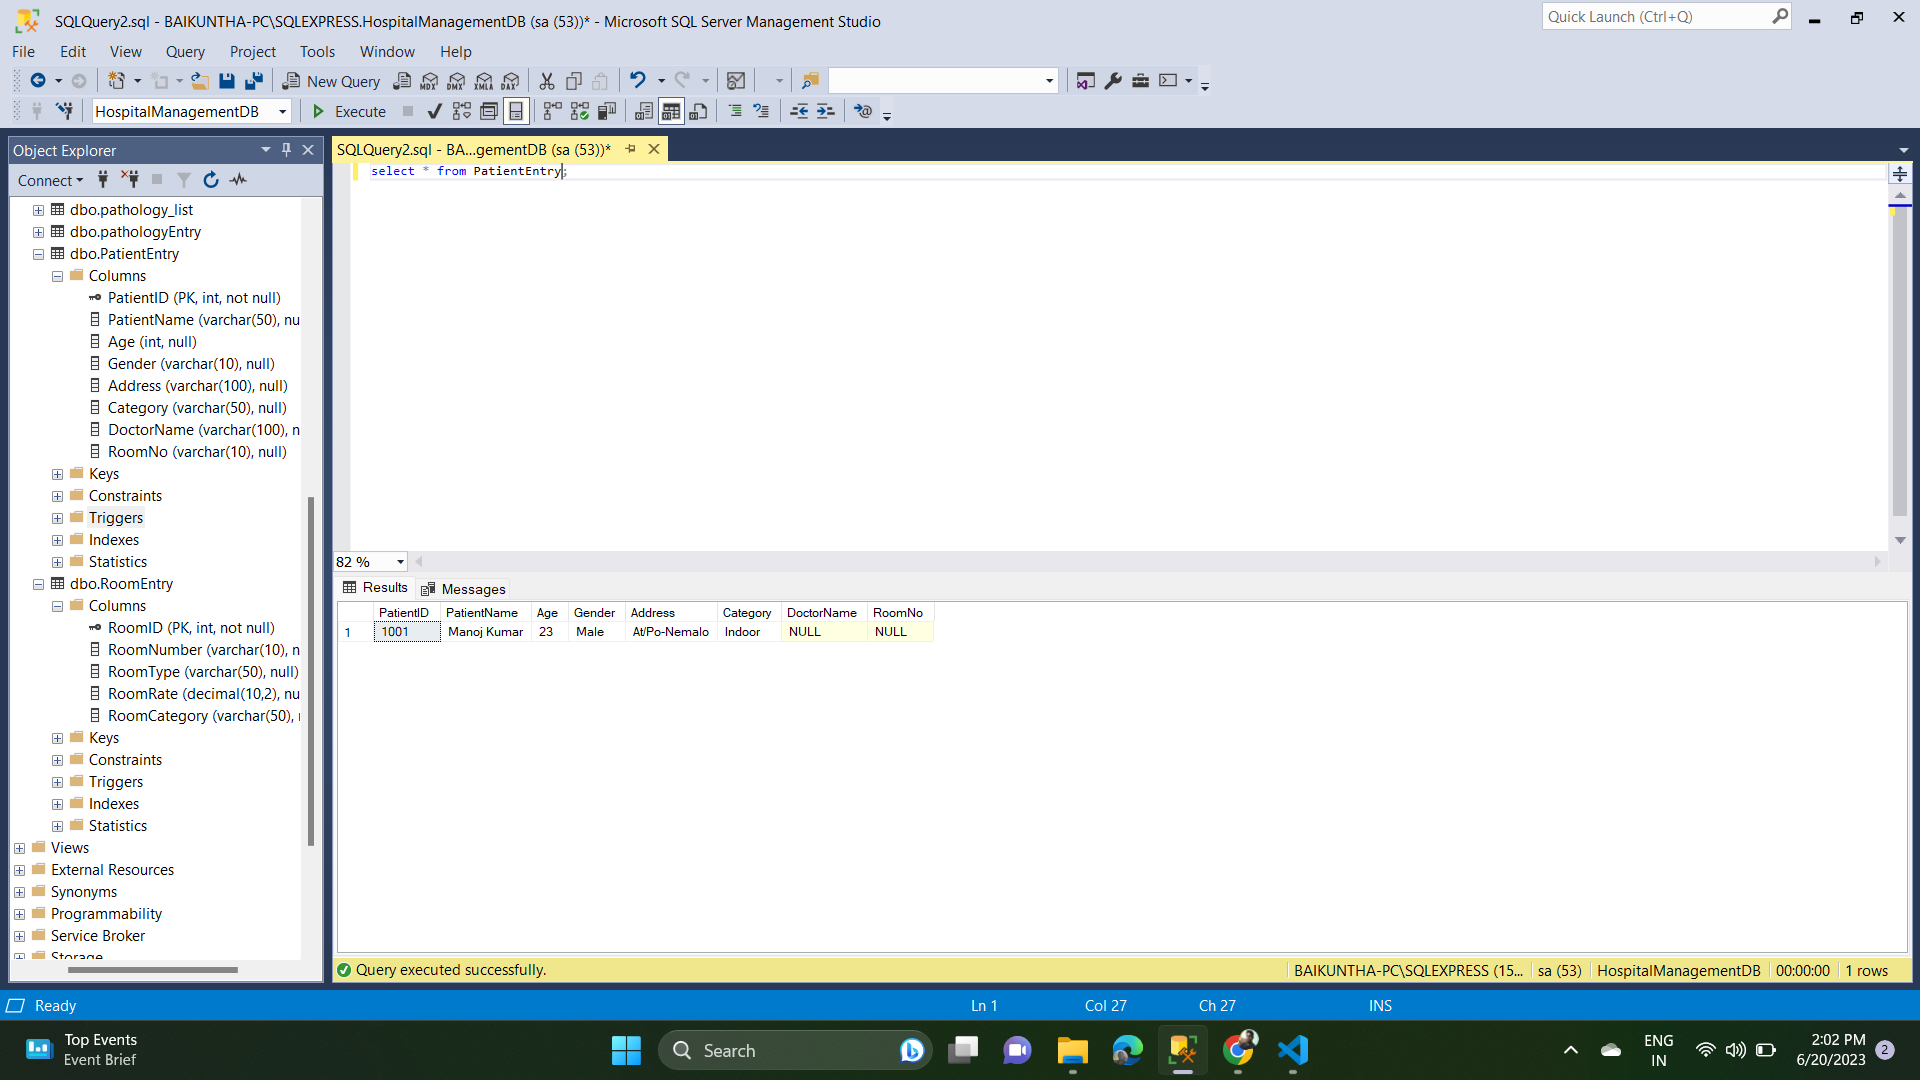 SQLQuery2.sql - BAIKUNTHA-PC\SQLEXPRESS.HospitalManagementDB (sa (53))* - Microsoft SQL Server Management Studio
Quick Launch (Ctrl+Q)
File Edit View Query Project Tools Window Help
New Query MDX DMX XMLA DAX
HospitalManagementDB Execute
Object Explorer
Connect
dbo.pathology_list
dbo.pathologyEntry
dbo.PatientEntry
Columns
PatientID (PK, int, not null)
PatientName (varchar(50), nu
Age (int, null)
Gender (varchar(10), null)
Address (varchar(100), null)
Category (varchar(50), null)
DoctorName (varchar(100), n
RoomNo (varchar(10), null)
Keys
Constraints
Triggers
Indexes
Statistics
dbo.RoomEntry
Columns
RoomID (PK, int, not null)
RoomNumber (varchar(10), n
RoomType (varchar(50), null)
RoomRate (decimal(10,2), nu
RoomCategory (varchar(50),
Keys
Constraints
Triggers
Indexes
Statistics
Views
External Resources
Synonyms
Programmability
Service Broker
Storage
SQLQuery2.sql - BA...gementDB (sa (53))*
select * from PatientEntry;
82 %
Results Messages
PatientID PatientName Age Gender Address Category DoctorName RoomNo
1 1001 Manoj Kumar 23 Male At/Po-Nemalo Indoor NULL NULL
Query executed successfully.
BAIKUNTHA-PC\SQLEXPRESS (15... sa (53) HospitalManagementDB 00:00:00 1 rows
Ready Ln 1 Col 27 Ch 27 INS
Top Events
Event Brief
Search
ENG
IN
2:02 PM
6/20/2023
2